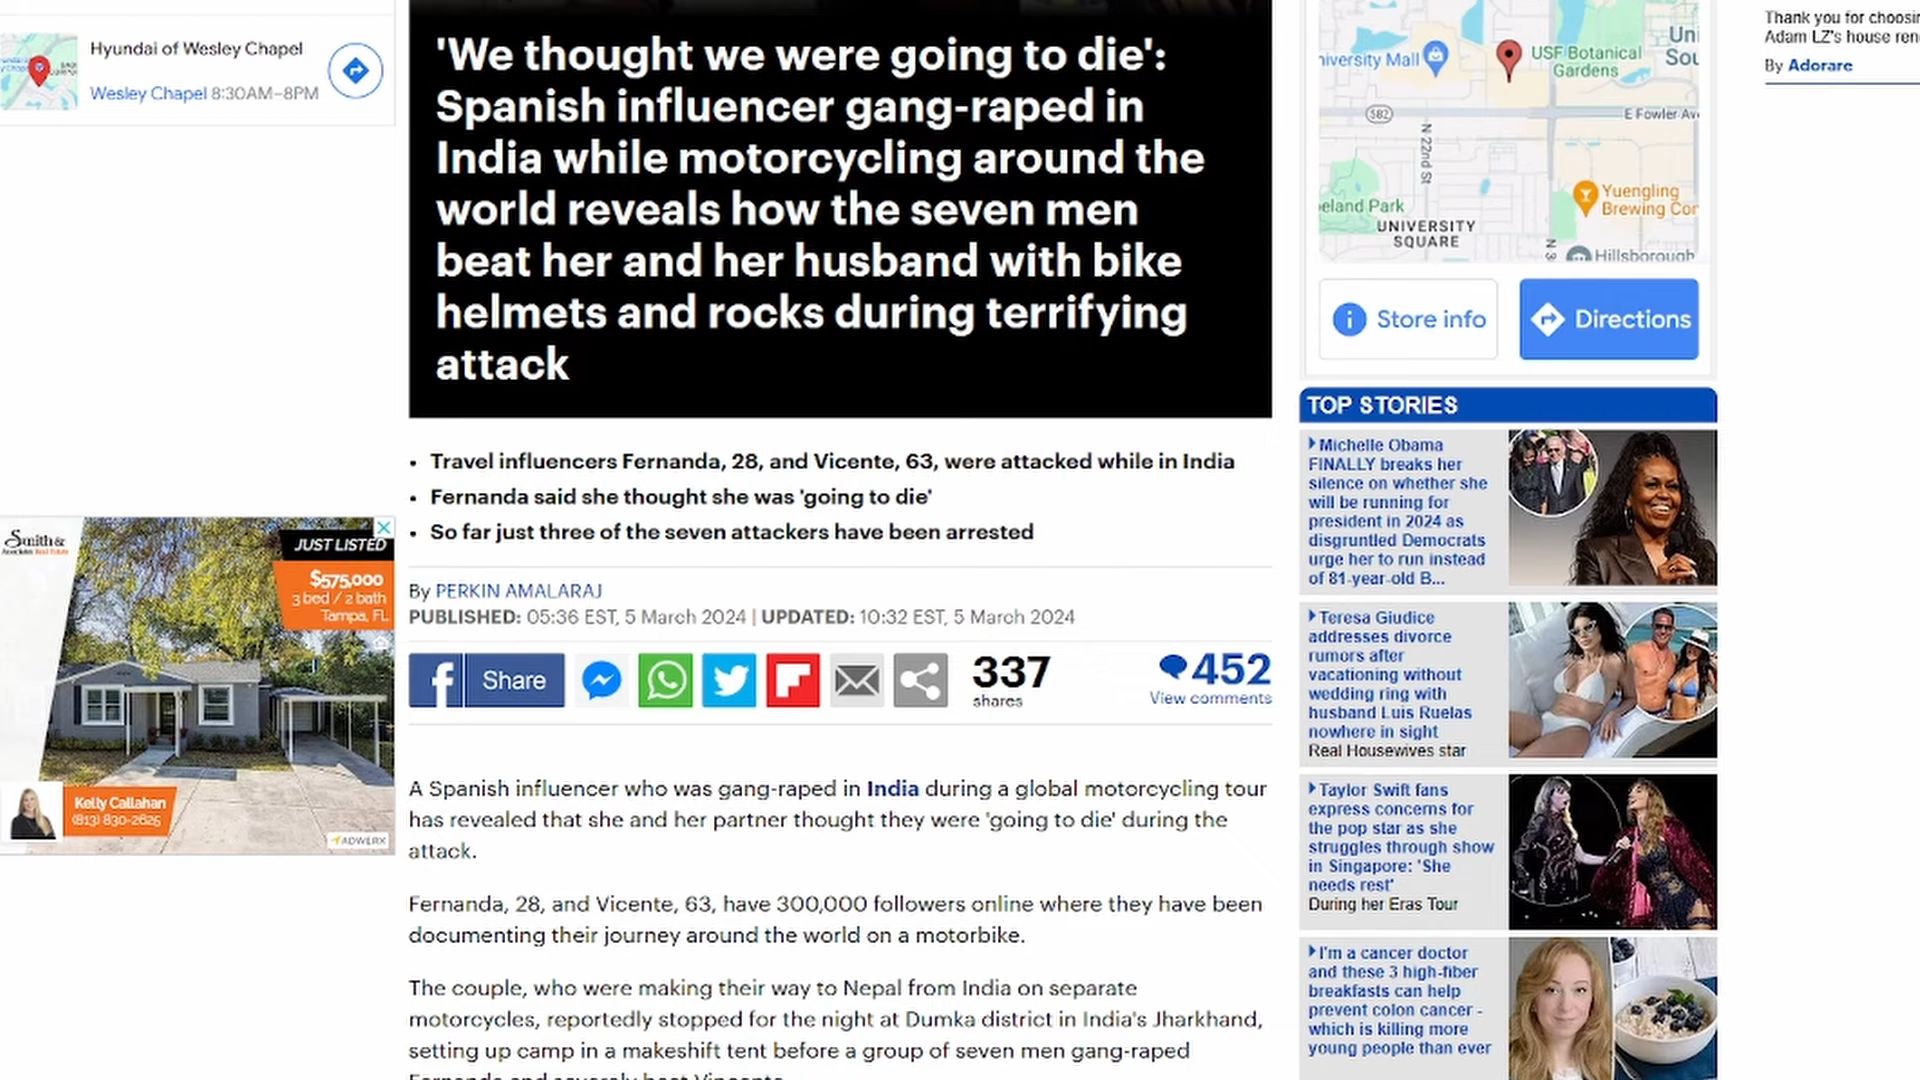 Hyundai of Wesley Chapel
Wesley Chapel 8:30AM–8PM
'We thought we were going to die':
Spanish influencer gang-raped in
India while motorcycling around the
world reveals how the seven men
beat her and her husband with bike
helmets and rocks during terrifying
attack
Travel influencers Fernanda, 28, and Vicente, 63, were attacked while in India
Fernanda said she thought she was 'going to die'
So far just three of the seven attackers have been arrested
By PERKIN AMALARAJ
PUBLISHED: 05:36 EST, 5 March 2024 | UPDATED: 10:32 EST, 5 March 2024
Share
337
shares
452
View comments
A Spanish influencer who was gang-raped in India during a global motorcycling tour
has revealed that she and her partner thought they were 'going to die' during the
attack.
Fernanda, 28, and Vicente, 63, have 300,000 followers online where they have been
documenting their journey around the world on a motorbike.
The couple, who were making their way to Nepal from India on separate
motorcycles, reportedly stopped for the night at Dumka district in India's Jharkhand,
setting up camp in a makeshift tent before a group of seven men gang-raped
Smith &
Associates Real Estate
JUST LISTED
$575,000
3 bed / 2 bath
Tampa, FL
Kelly Callahan
(813) 830-2625
ADWERX
niversity Mall
USF Botanical
Gardens
Uni
Sou
582
E Fowler Av
N 22nd St
Yuengling
Brewing Cor
eland Park
UNIVERSITY
SQUARE
Hillsborough
Store info
Directions
TOP STORIES
Michelle Obama
FINALLY breaks her
silence on whether she
will be running for
president in 2024 as
disgruntled Democrats
urge her to run instead
of 81-year-old B...
Teresa Giudice
addresses divorce
rumors after
vacationing without
wedding ring with
husband Luis Ruelas
nowhere in sight
Real Housewives star
Taylor Swift fans
express concerns for
the pop star as she
struggles through show
in Singapore: 'She
needs rest'
During her Eras Tour
I'm a cancer doctor
and these 3 high-fiber
breakfasts can help
prevent colon cancer -
which is killing more
young people than ever
Thank you for choosin
Adam LZ's house ren
By Adorare